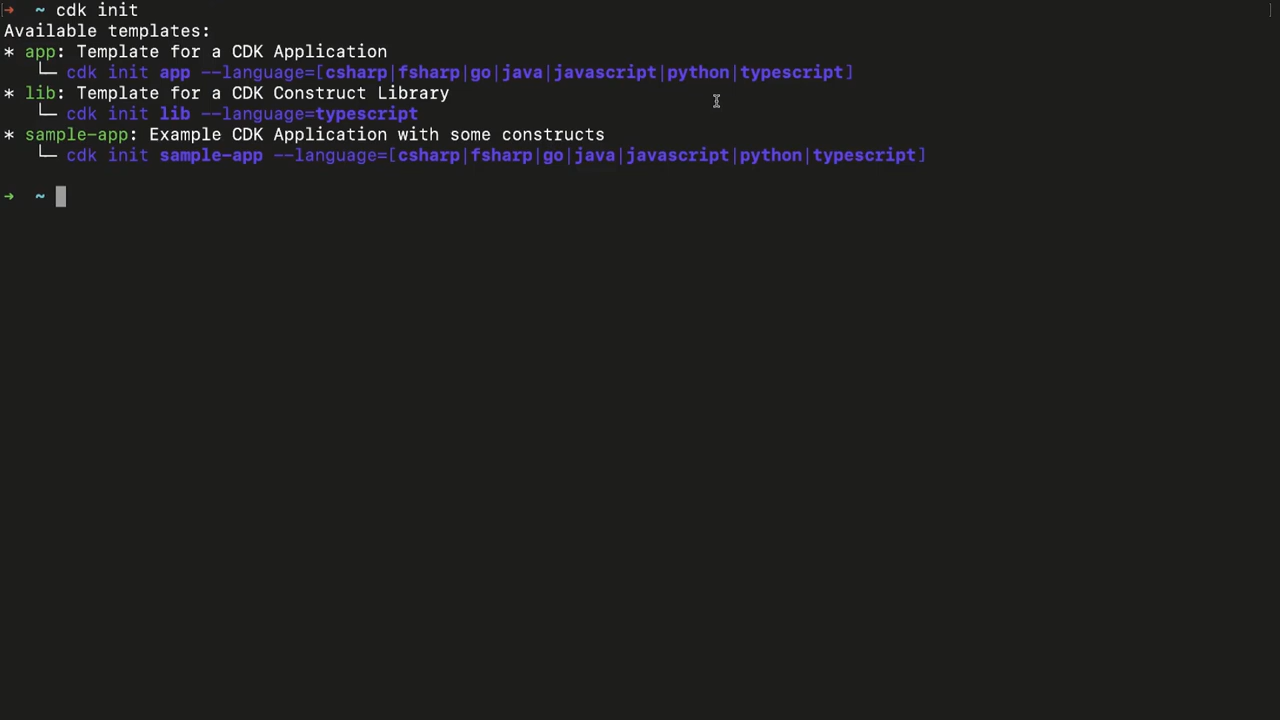 ➜  ~ cdk init
Available templates:
* app: Template for a CDK Application
   └─ cdk init app --language=[csharp|fsharp|go|java|javascript|python|typescript]
* lib: Template for a CDK Construct Library
   └─ cdk init lib --language=typescript
* sample-app: Example CDK Application with some constructs
   └─ cdk init sample-app --language=[csharp|fsharp|go|java|javascript|python|typescript]
➜  ~